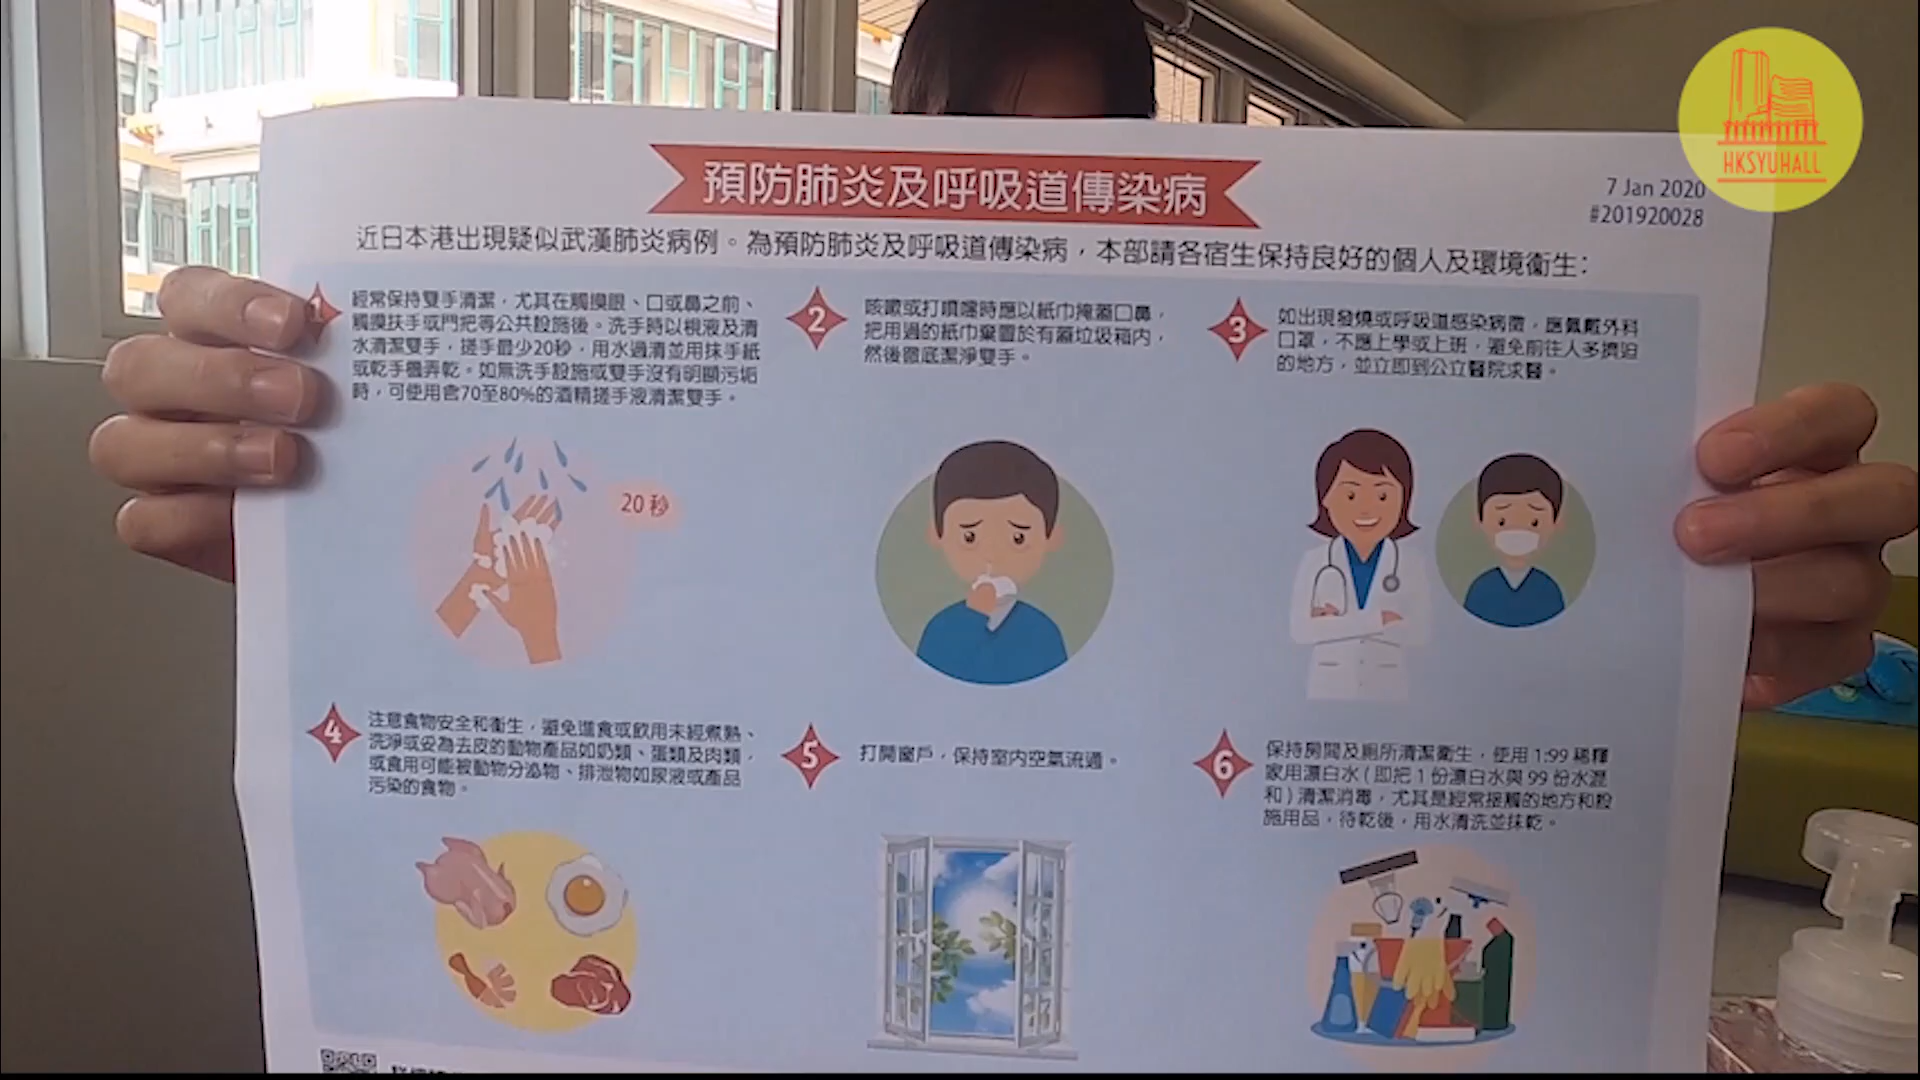 HKSYUHALL
預防肺炎及呼吸道傳染病
7 Jan 2020
#201920028
近日本港出現疑似武漢肺炎病例。為預防肺炎及呼吸道傳染病，本部請各宿生保持良好的個人及環境衞生：
1
經常保持雙手清潔，尤其在觸摸眼、口或鼻之前、
觸摸扶手或門把等公共設施後。洗手時以梘液及清
水清潔雙手，搓手最少20秒，用水過清並用抹手紙
或乾手機弄乾。如無洗手設施或雙手沒有明顯污垢
時，可使用含70至80%的酒精搓手液清潔雙手。
20 秒
2
咳嗽或打噴嚏時應以紙巾掩蓋口鼻，
把用過的紙巾棄置於有蓋垃圾箱內，
然後徹底潔淨雙手。
3
如出現發燒或呼吸道感染病徵，應佩戴外科
口罩，不應上學或上班，避免前往人多擠迫
的地方，並立即到公立醫院求醫。
4
注意食物安全和衞生，避免進食或飲用未經煮熟、
洗淨或妥為去皮的動物產品如奶類、蛋類及肉類，
或食用可能被動物分泌物、排泄物如尿液或產品
污染的食物。
5
打開窗戶，保持室內空氣流通。
6
保持房間及廁所清潔衞生，使用 1:99 稀釋
家用漂白水 ( 即把 1 份漂白水與 99 份水混
和 ) 清潔消毒，尤其是經常接觸的地方和設
施用品，待乾後，用水清洗並抹乾。